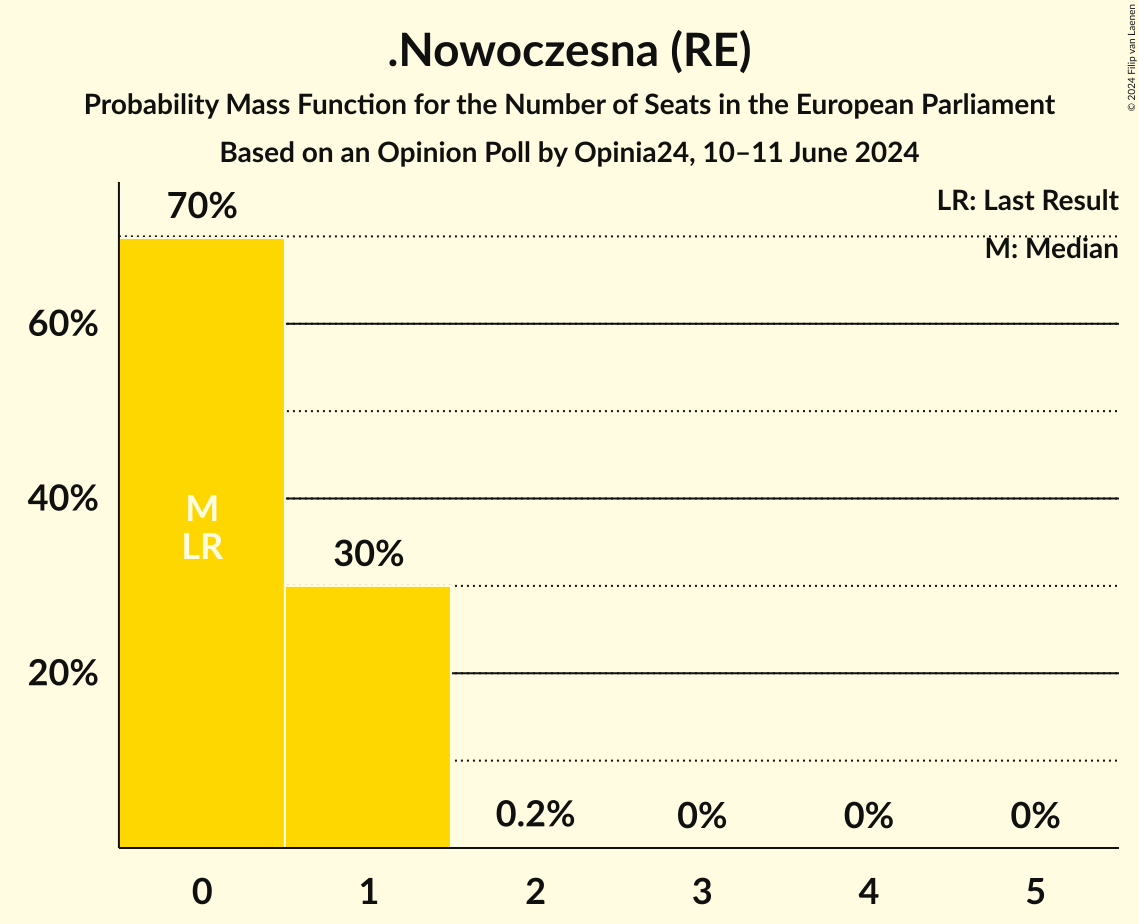 .Nowoczesna (RE)
Probability Mass Function for the Number of Seats in the European Parliament
Based on an Opinion Poll by Opinia24, 10–11 June 2024
© 2024 Filip van Laenen
LR: Last Result
M: Median
70%
60%
40%
20%
M
LR
30%
0.2%
0%
0%
0%
0
1
2
3
4
5